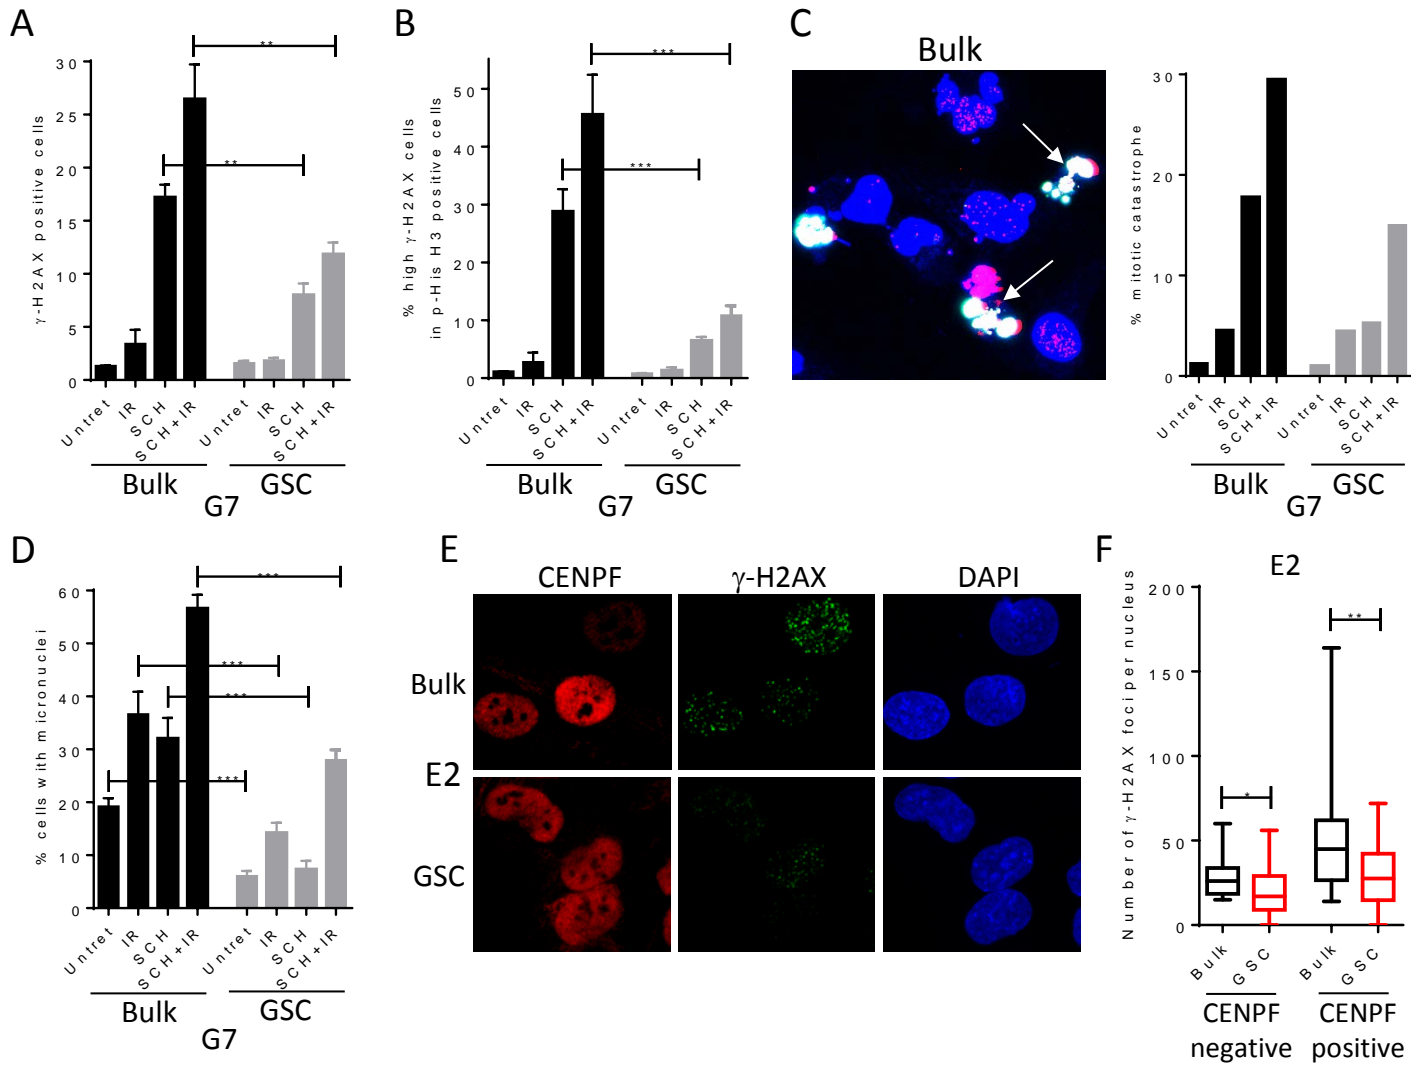 A
γ-H2AX positive cells
30
25
20
15
10
5
0
**
**
Untret
IR
SCH
SCH+IR
Untret
IR
SCH
SCH+IR
Bulk
GSC
G7
B
% high γ-H2AX cells
in p-His H3 positive cells
50
40
30
20
10
0
***
***
Untret
IR
SCH
SCH+IR
Untret
IR
SCH
SCH+IR
Bulk
GSC
G7
C
Bulk
% mitotic catastrophe
30
20
10
0
Untret
IR
SCH
SCH+IR
Untret
IR
SCH
SCH+IR
Bulk
GSC
G7
D
% cells with micronuclei
60
50
40
30
20
10
0
***
***
***
***
Untret
IR
SCH
SCH+IR
Untret
IR
SCH
SCH+IR
Bulk
GSC
G7
E
CENPF
γ-H2AX
DAPI
Bulk
E2
GSC
F
E2
Number of γ-H2AX foci per nucleus
200
150
100
50
0
*
**
Bulk
GSC
Bulk
GSC
CENPF
negative
CENPF
positive